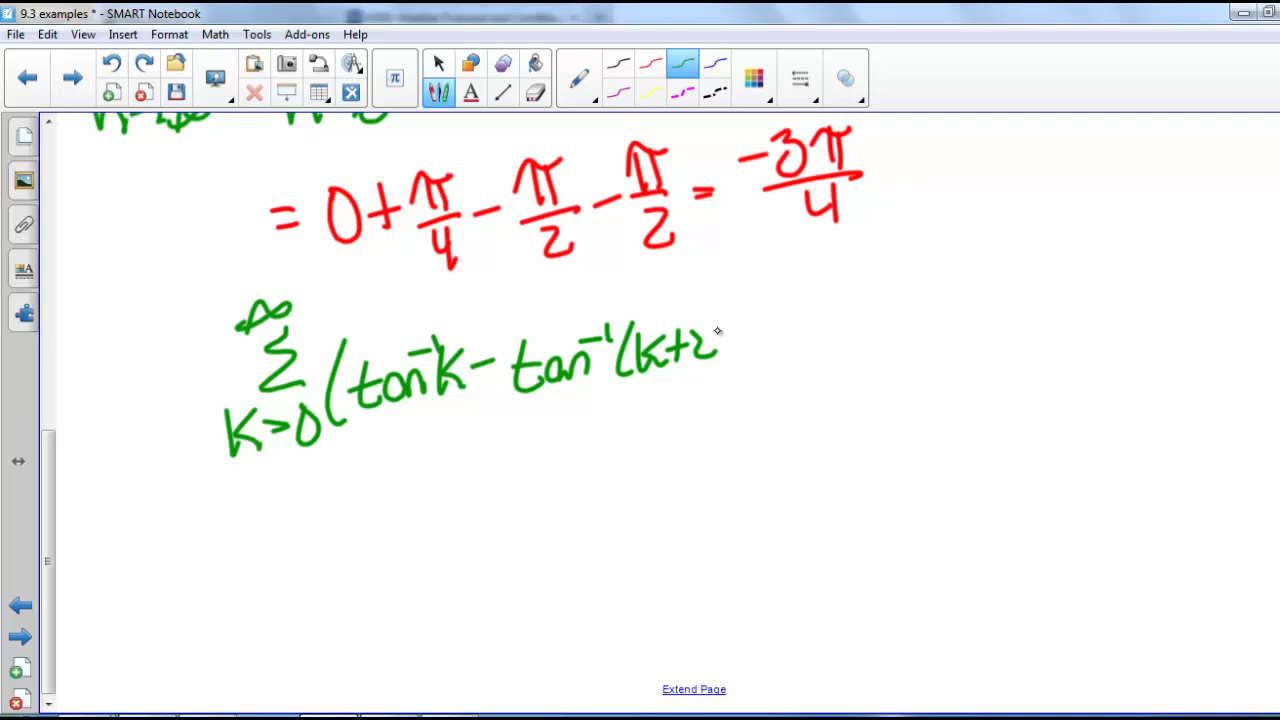 9.3 examples * - SMART Notebook
File Edit View Insert Format Math Tools Add-ons Help
= 0 + π/4 - π/2 - π/2 = -3π/4
∞
Σ (tan⁻¹k - tan⁻¹(k+2
k=0
Extend Page